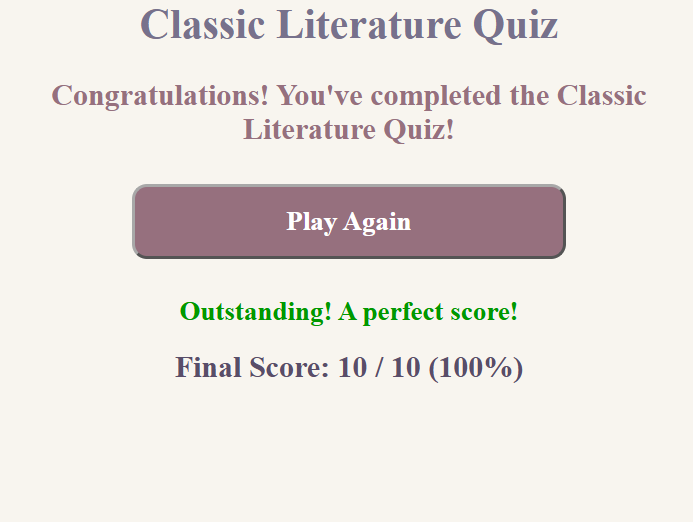 Classic Literature Quiz
Congratulations! You've completed the Classic
Literature Quiz!
Play Again
Outstanding! A perfect score!
Final Score: 10 / 10 (100%)